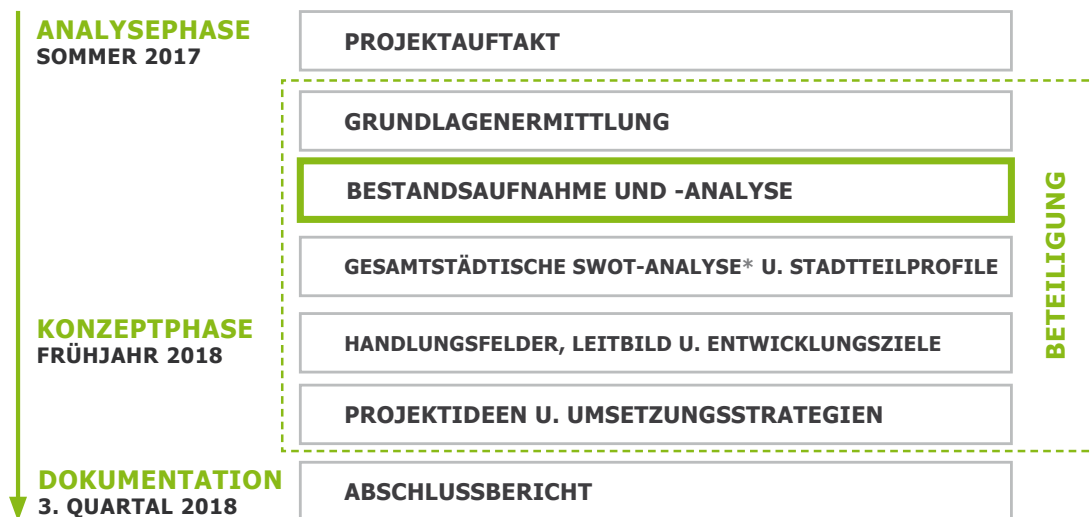 ANALYSEPHASE
SOMMER 2017
PROJEKTAUFTAKT
GRUNDLAGENERMITTLUNG
BESTANDSAUFNAHME UND -ANALYSE
GESAMTSTÄDTISCHE SWOT-ANALYSE* U. STADTTEILPROFILE
KONZEPTPHASE
FRÜHJAHR 2018
HANDLUNGSFELDER, LEITBILD U. ENTWICKLUNGSZIELE
PROJEKTIDEEN U. UMSETZUNGSSTRATEGIEN
BETEILIGUNG
DOKUMENTATION
3. QUARTAL 2018
ABSCHLUSSBERICHT